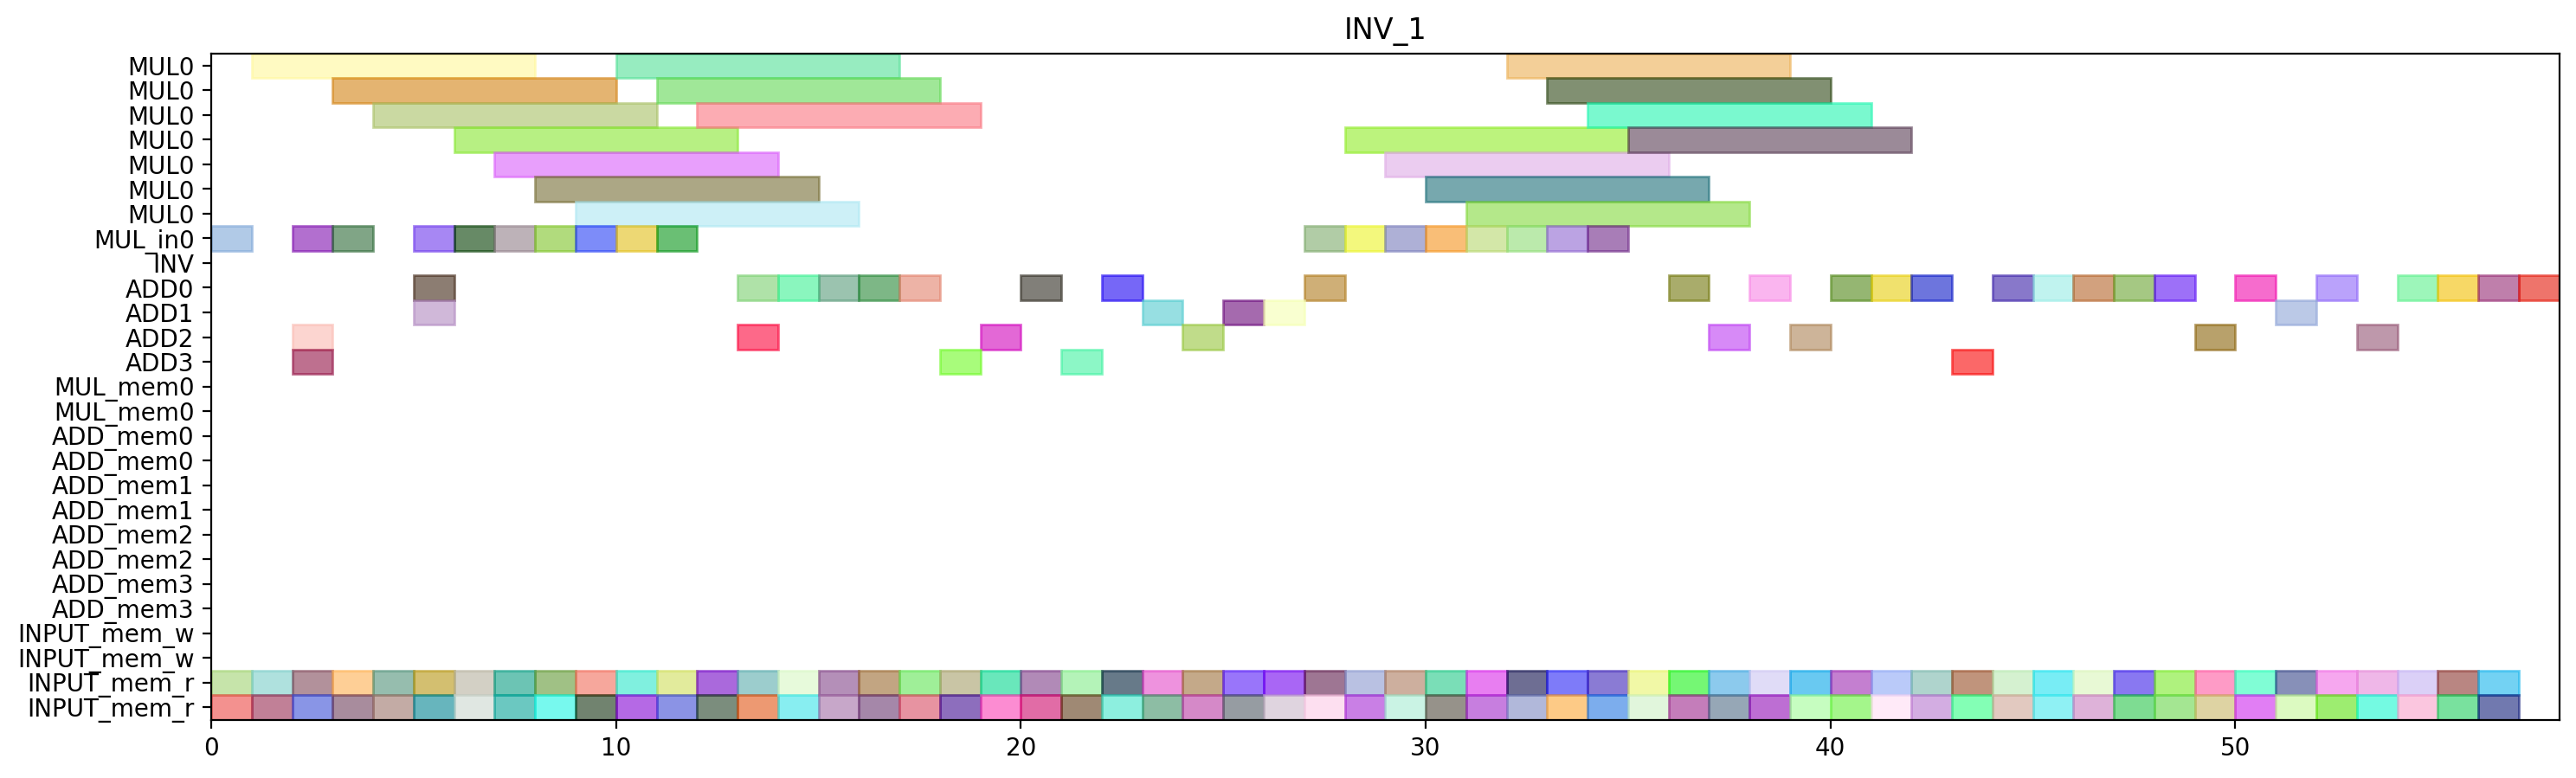 INV_1
MUL0
MUL0
MUL0
MUL0
MUL0
MUL0
MUL0
MUL_in0
INV
ADD0
ADD1
ADD2
ADD3
MUL_mem0
MUL_mem0
ADD_mem0
ADD_mem0
ADD_mem1
ADD_mem1
ADD_mem2
ADD_mem2
ADD_mem3
ADD_mem3
INPUT_mem_w
INPUT_mem_w
INPUT_mem_r
INPUT_mem_r
0 10 20 30 40 50